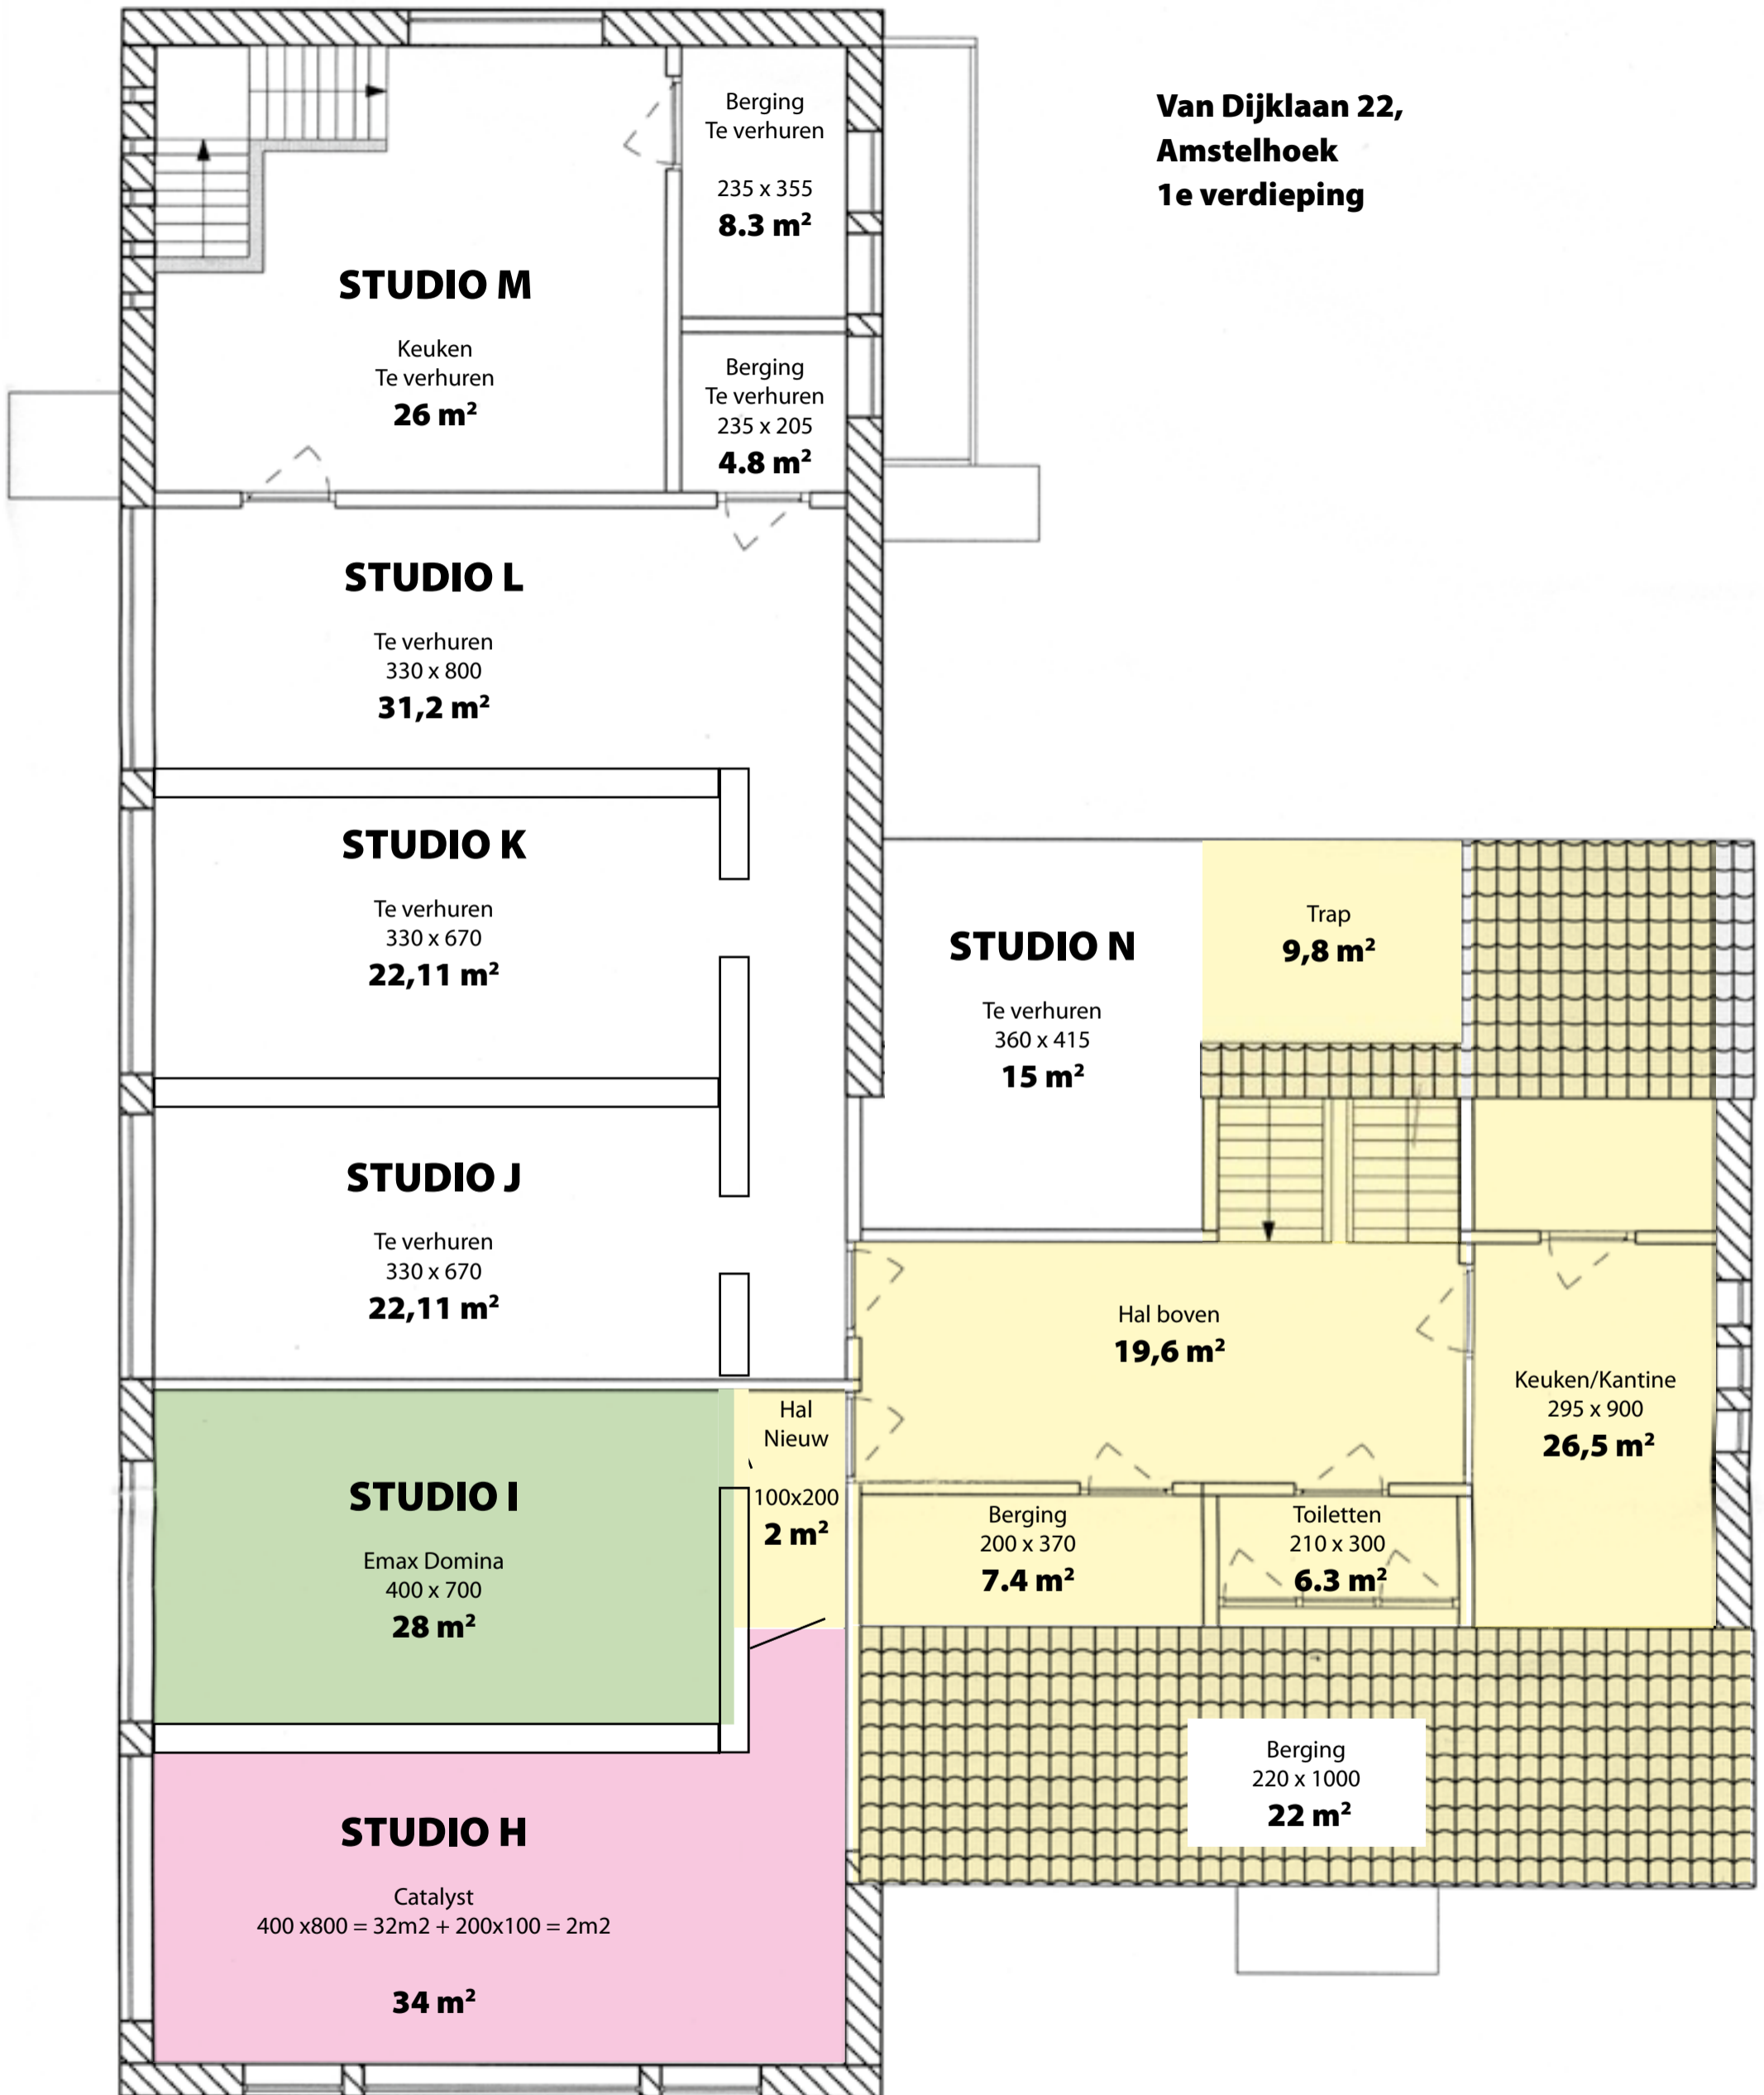 Van Dijklaan 22,
Amstelhoek
1e verdieping
Berging
Te verhuren
235 x 355
8.3 m²
STUDIO M
Keuken
Te verhuren
26 m²
Berging
Te verhuren
235 x 205
4.8 m²
STUDIO L
Te verhuren
330 x 800
31,2 m²
STUDIO K
Te verhuren
330 x 670
22,11 m²
STUDIO N
Te verhuren
360 x 415
15 m²
Trap
9,8 m²
STUDIO J
Te verhuren
330 x 670
22,11 m²
Hal boven
19,6 m²
Keuken/Kantine
295 x 900
26,5 m²
Hal
Nieuw
100x200
2 m²
STUDIO I
Emax Domina
400 x 700
28 m²
Berging
200 x 370
7.4 m²
Toiletten
210 x 300
6.3 m²
Berging
220 x 1000
22 m²
STUDIO H
Catalyst
400 x800 = 32m2 + 200x100 = 2m2
34 m²